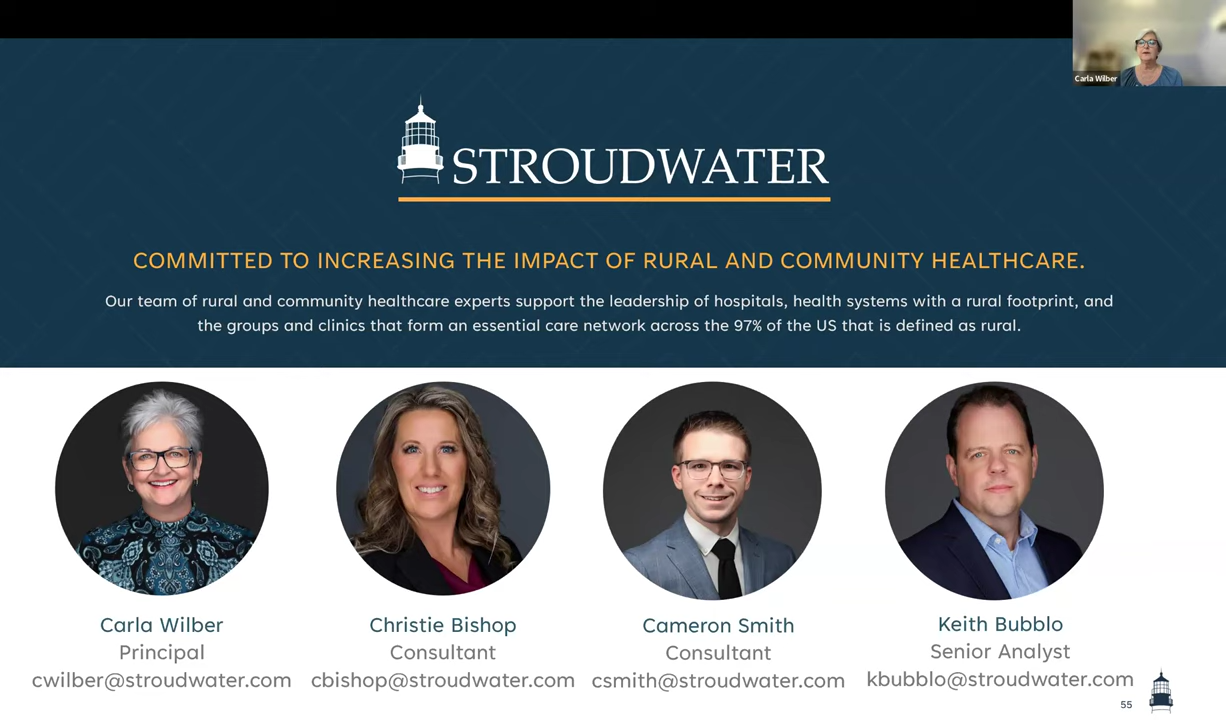 Carla Wilber
STROUDWATER
COMMITTED TO INCREASING THE IMPACT OF RURAL AND COMMUNITY HEALTHCARE.
Our team of rural and community healthcare experts support the leadership of hospitals, health systems with a rural footprint, and
the groups and clinics that form an essential care network across the 97% of the US that is defined as rural.
Carla Wilber
Principal
cwilber@stroudwater.com
Christie Bishop
Consultant
cbishop@stroudwater.com
Cameron Smith
Consultant
csmith@stroudwater.com
Keith Bubblo
Senior Analyst
kbubblo@stroudwater.com
55